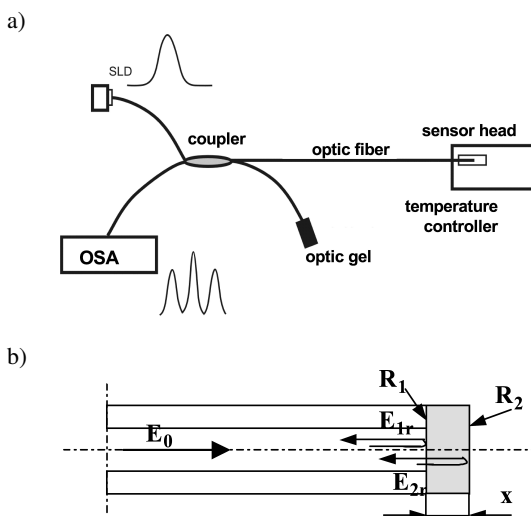 a)
SLD
coupler
optic fiber
sensor head
temperature
controller
OSA
optic gel
b)
R1
R2
E1r
E0
E2r
x